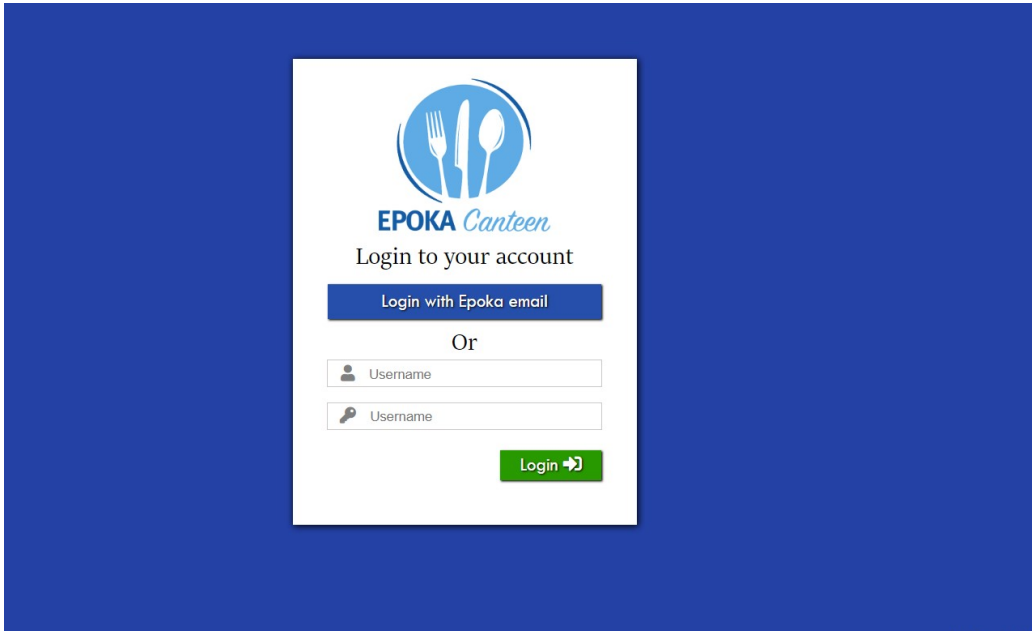 EPOKA Canteen
Login to your account
Login with Epoka email
Or
Username
Username
Login